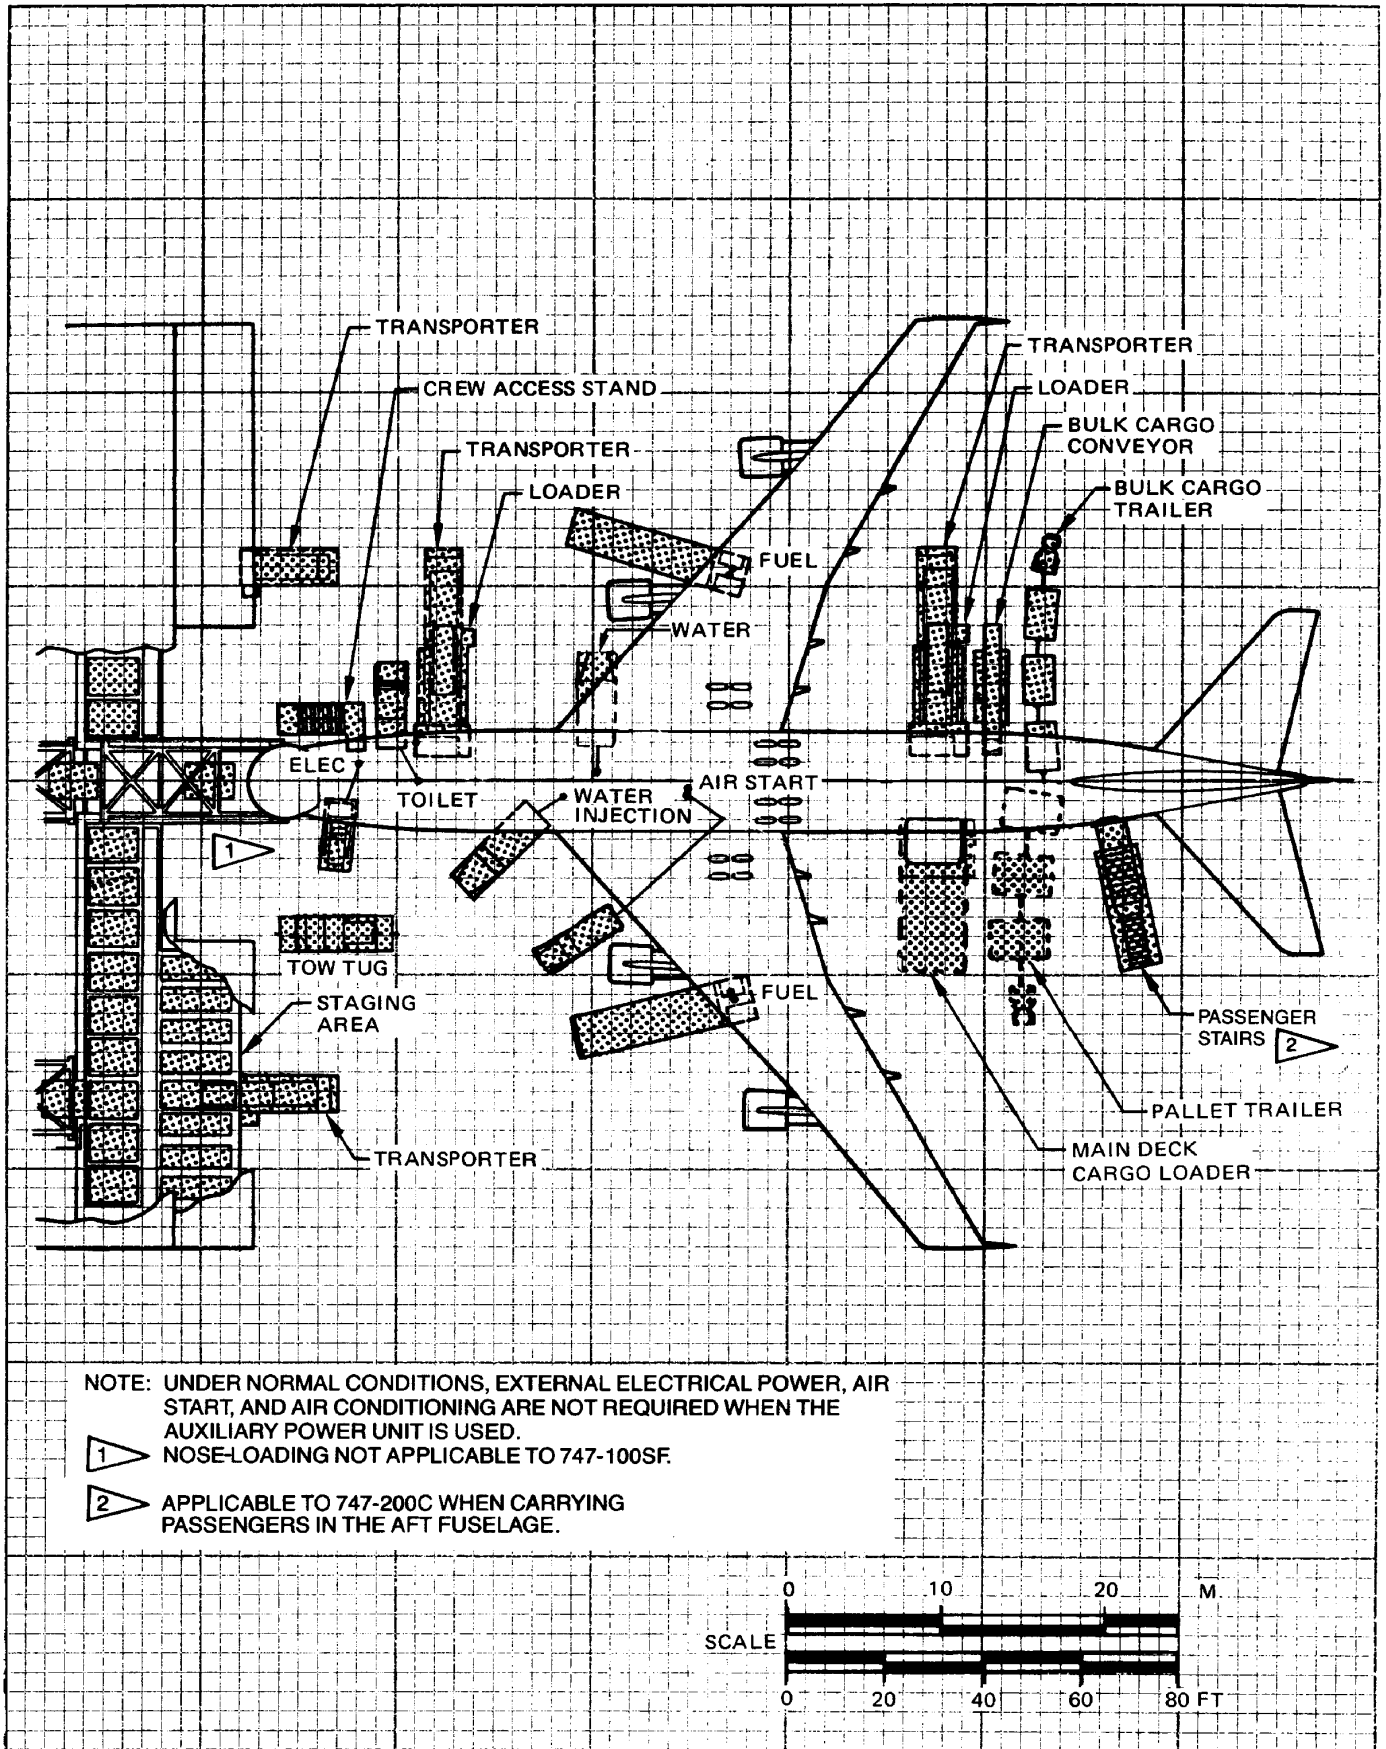 TRANSPORTER
TRANSPORTER
CREW ACCESS STAND
LOADER
BULK CARGO
CONVEYOR
TRANSPORTER
LOADER
BULK CARGO
TRAILER
FUEL
WATER
ELEC
TOILET
WATER
INJECTION
AIR START
1
TOW TUG
STAGING
AREA
FUEL
PASSENGER
STAIRS
2
PALLET TRAILER
MAIN DECK
CARGO LOADER
TRANSPORTER
NOTE: UNDER NORMAL CONDITIONS, EXTERNAL ELECTRICAL POWER, AIR
START, AND AIR CONDITIONING ARE NOT REQUIRED WHEN THE
AUXILIARY POWER UNIT IS USED.
1 NOSE-LOADING NOT APPLICABLE TO 747-100SF.
2 APPLICABLE TO 747-200C WHEN CARRYING
PASSENGERS IN THE AFT FUSELAGE.
0 10 20 M
SCALE
0 20 40 60 80 FT